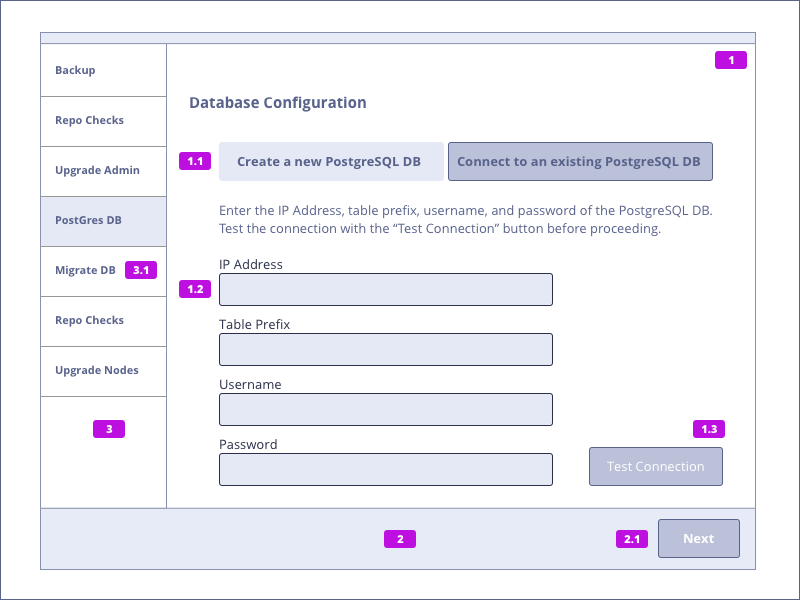 Backup
Repo Checks
Upgrade Admin
PostGres DB
Migrate DB 3.1
Repo Checks
Upgrade Nodes
3
1
Database Configuration
1.1 Create a new PostgreSQL DB Connect to an existing PostgreSQL DB
Enter the IP Address, table prefix, username, and password of the PostgreSQL DB.
Test the connection with the “Test Connection” button before proceeding.
IP Address
1.2
Table Prefix
Username
1.3
Password
Test Connection
2 2.1 Next